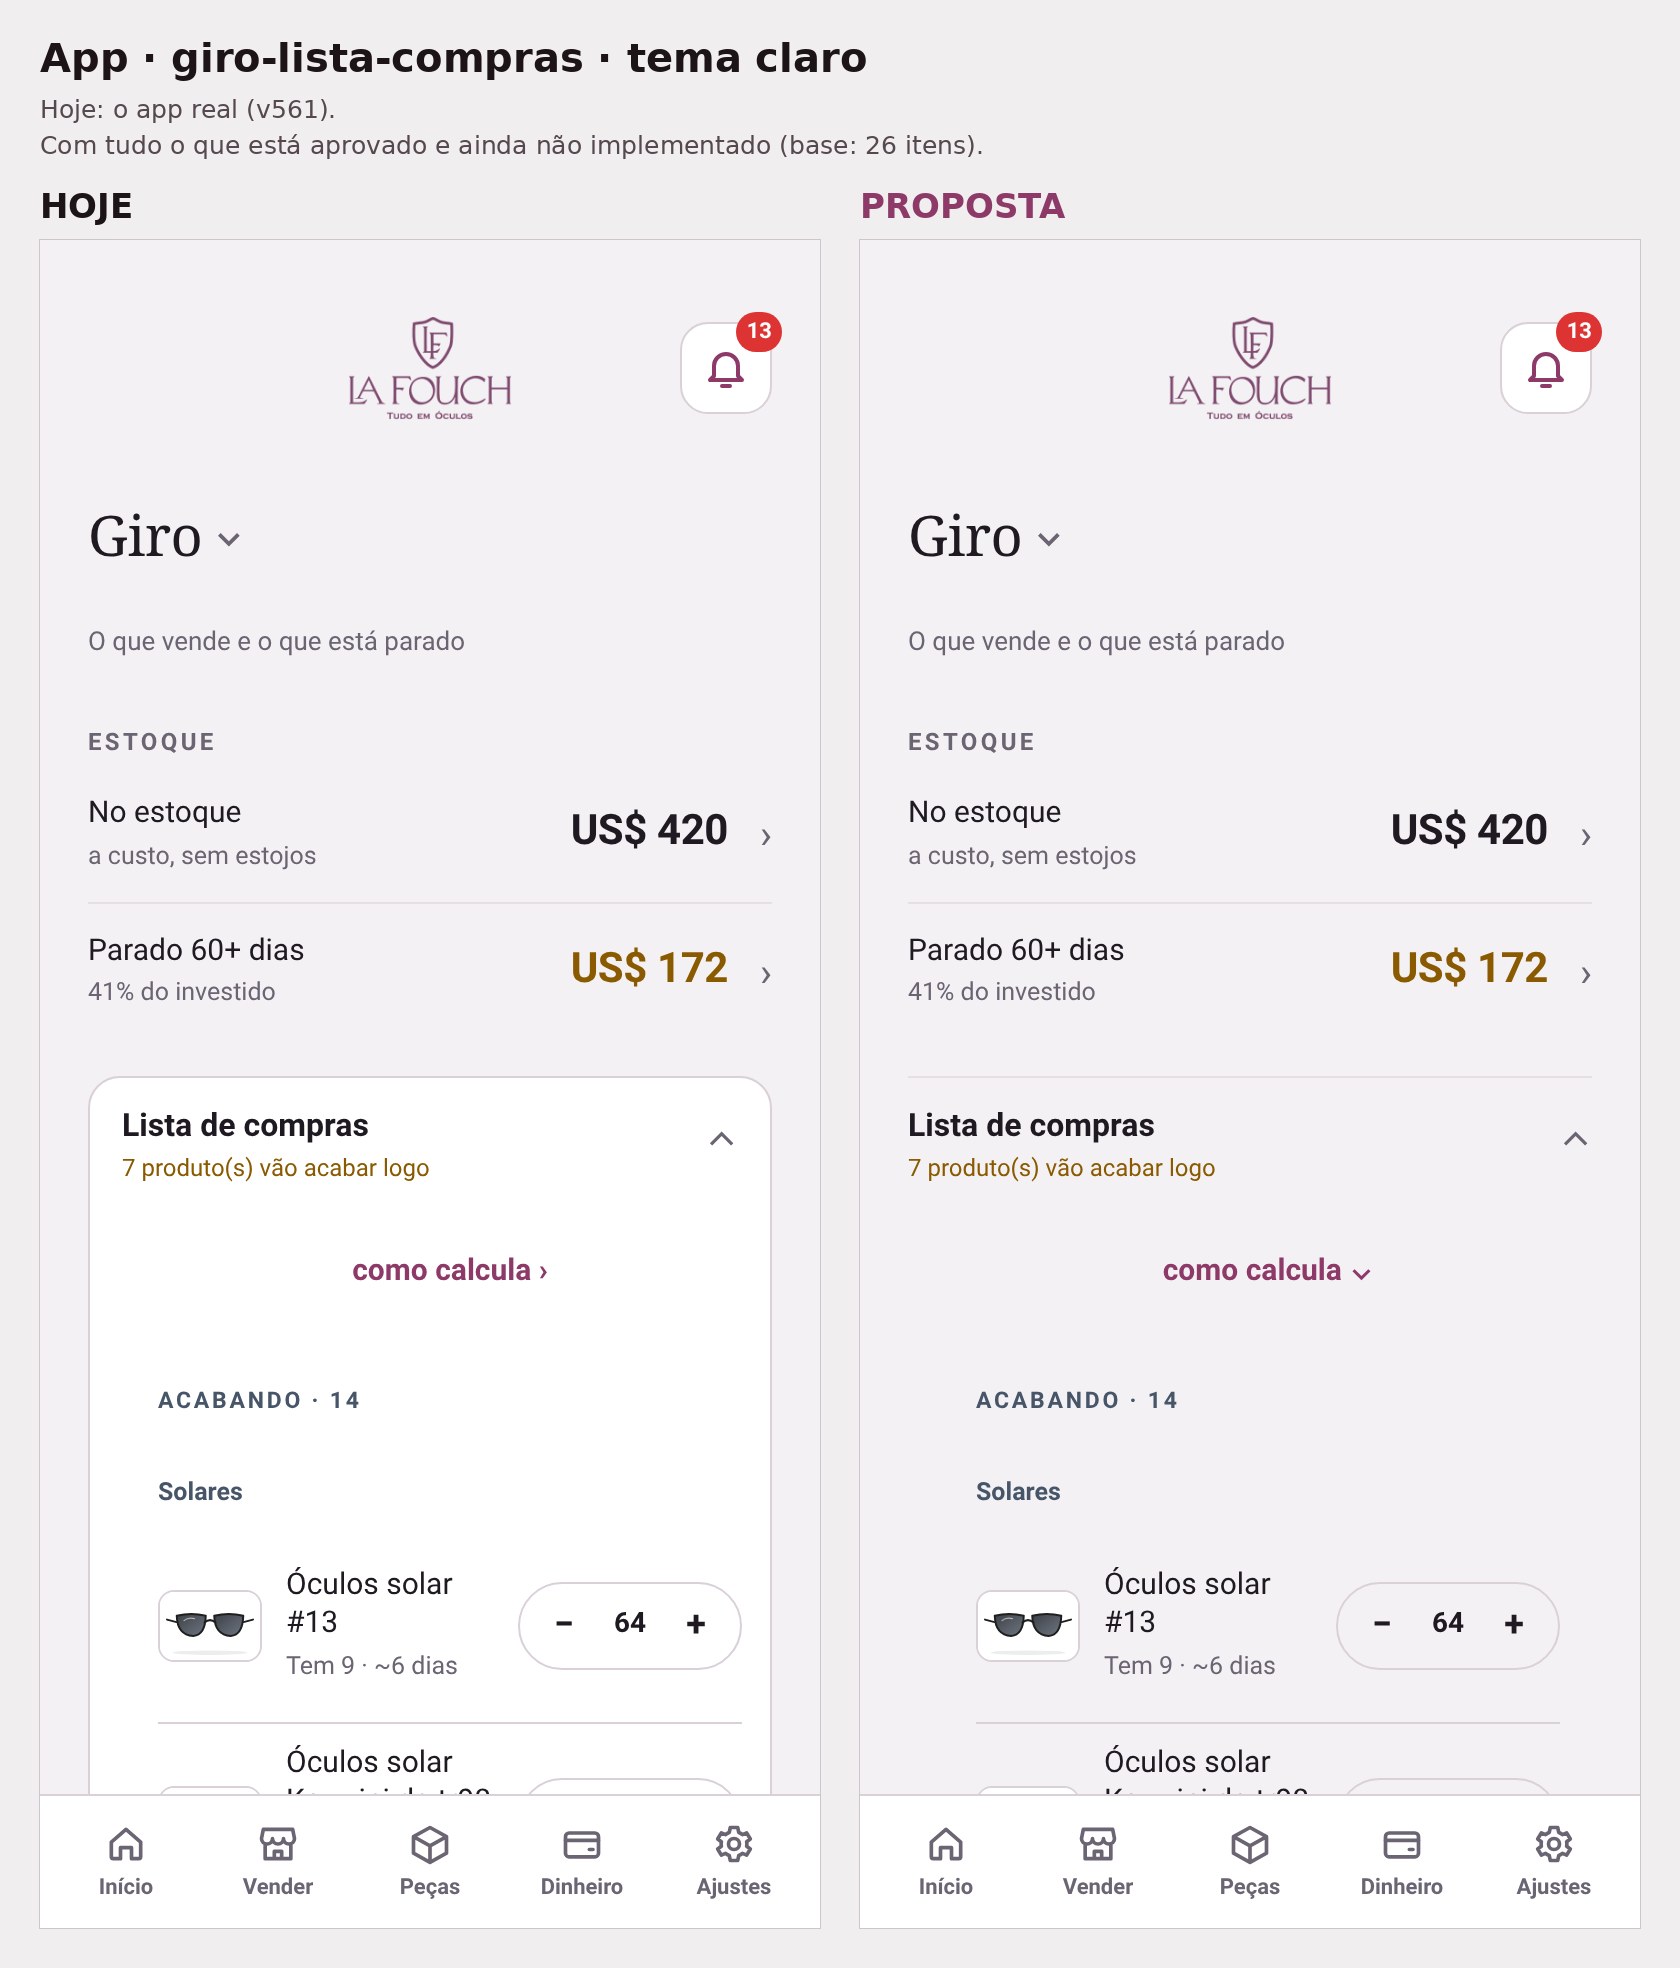 App · giro-lista-compras · tema claro
Hoje: o app real (v561).
Com tudo o que está aprovado e ainda não implementado (base: 26 itens).
HOJE
LF
LA FOUCH
TUDO EM ÓCULOS
13
Giro
O que vende e o que está parado
ESTOQUE
No estoque
a custo, sem estojos
US$ 420 ›
Parado 60+ dias
41% do investido
US$ 172 ›
Lista de compras
7 produto(s) vão acabar logo
como calcula ›
ACABANDO · 14
Solares
Óculos solar
#13
Tem 9 · ~6 dias
− 64 +
Óculos solar
Início
Vender
Peças
Dinheiro
Ajustes
PROPOSTA
LF
LA FOUCH
TUDO EM ÓCULOS
13
Giro
O que vende e o que está parado
ESTOQUE
No estoque
a custo, sem estojos
US$ 420 ›
Parado 60+ dias
41% do investido
US$ 172 ›
Lista de compras
7 produto(s) vão acabar logo
como calcula
ACABANDO · 14
Solares
Óculos solar
#13
Tem 9 · ~6 dias
− 64 +
Óculos solar
Início
Vender
Peças
Dinheiro
Ajustes